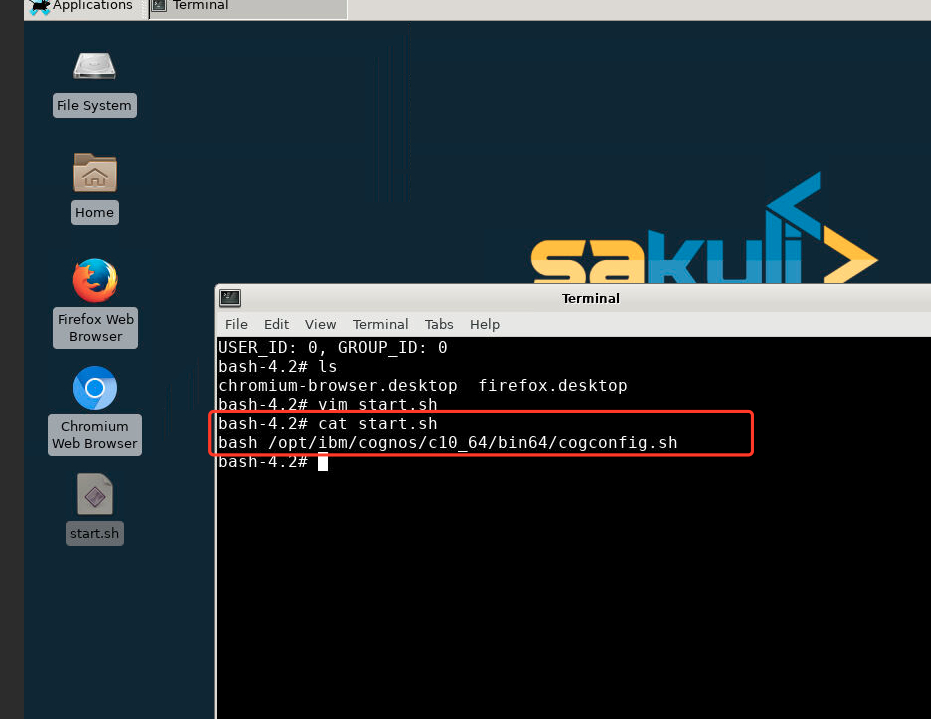 Applications
Terminal
File System
Home
Firefox Web
Browser
Chromium
Web Browser
start.sh
sakuli
Terminal
File Edit View Terminal Tabs Help
USER_ID: 0, GROUP_ID: 0
bash-4.2# ls
chromium-browser.desktop  firefox.desktop
bash-4.2# vim start.sh
bash-4.2# cat start.sh
bash /opt/ibm/cognos/c10_64/bin64/cogconfig.sh
bash-4.2#